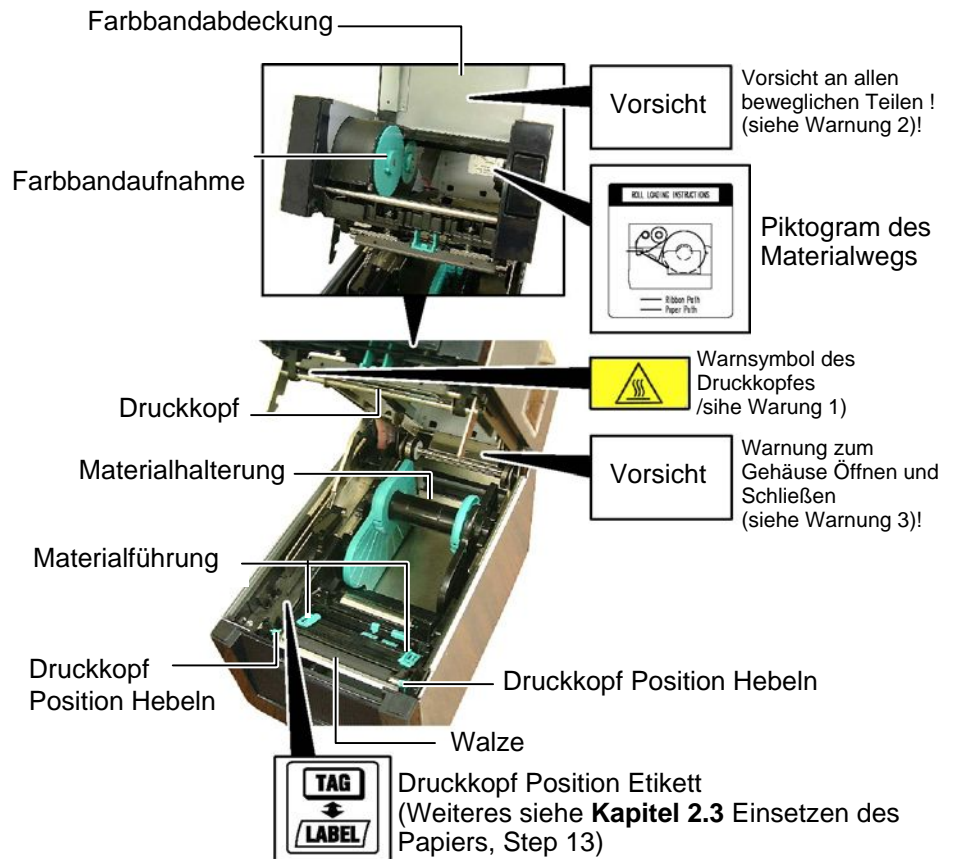 Farbbandabdeckung
Vorsicht
Vorsicht an allen
beweglichen Teilen !
(siehe Warnung 2)!
Farbbandaufnahme
ROLL LOADING INSTRUCTIONS
Ribbon Path
Paper Path
Piktogram des
Materialwegs
Warnsymbol des
Druckkopfes
/sihe Warung 1)
Druckkopf
Materialhalterung
Vorsicht
Warnung zum
Gehäuse Öffnen und
Schließen
(siehe Warnung 3)!
Materialführung
Druckkopf
Position Hebeln
Druckkopf Position Hebeln
Walze
TAG
LABEL
Druckkopf Position Etikett
(Weiteres siehe Kapitel 2.3 Einsetzen des
Papiers, Step 13)